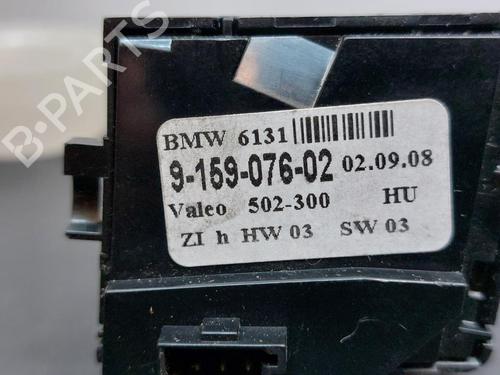 B-PARTS
BMW 6131
9-159-076-02 02.09.08
Valeo 502-300 HU
ZI h HW 03 SW 03